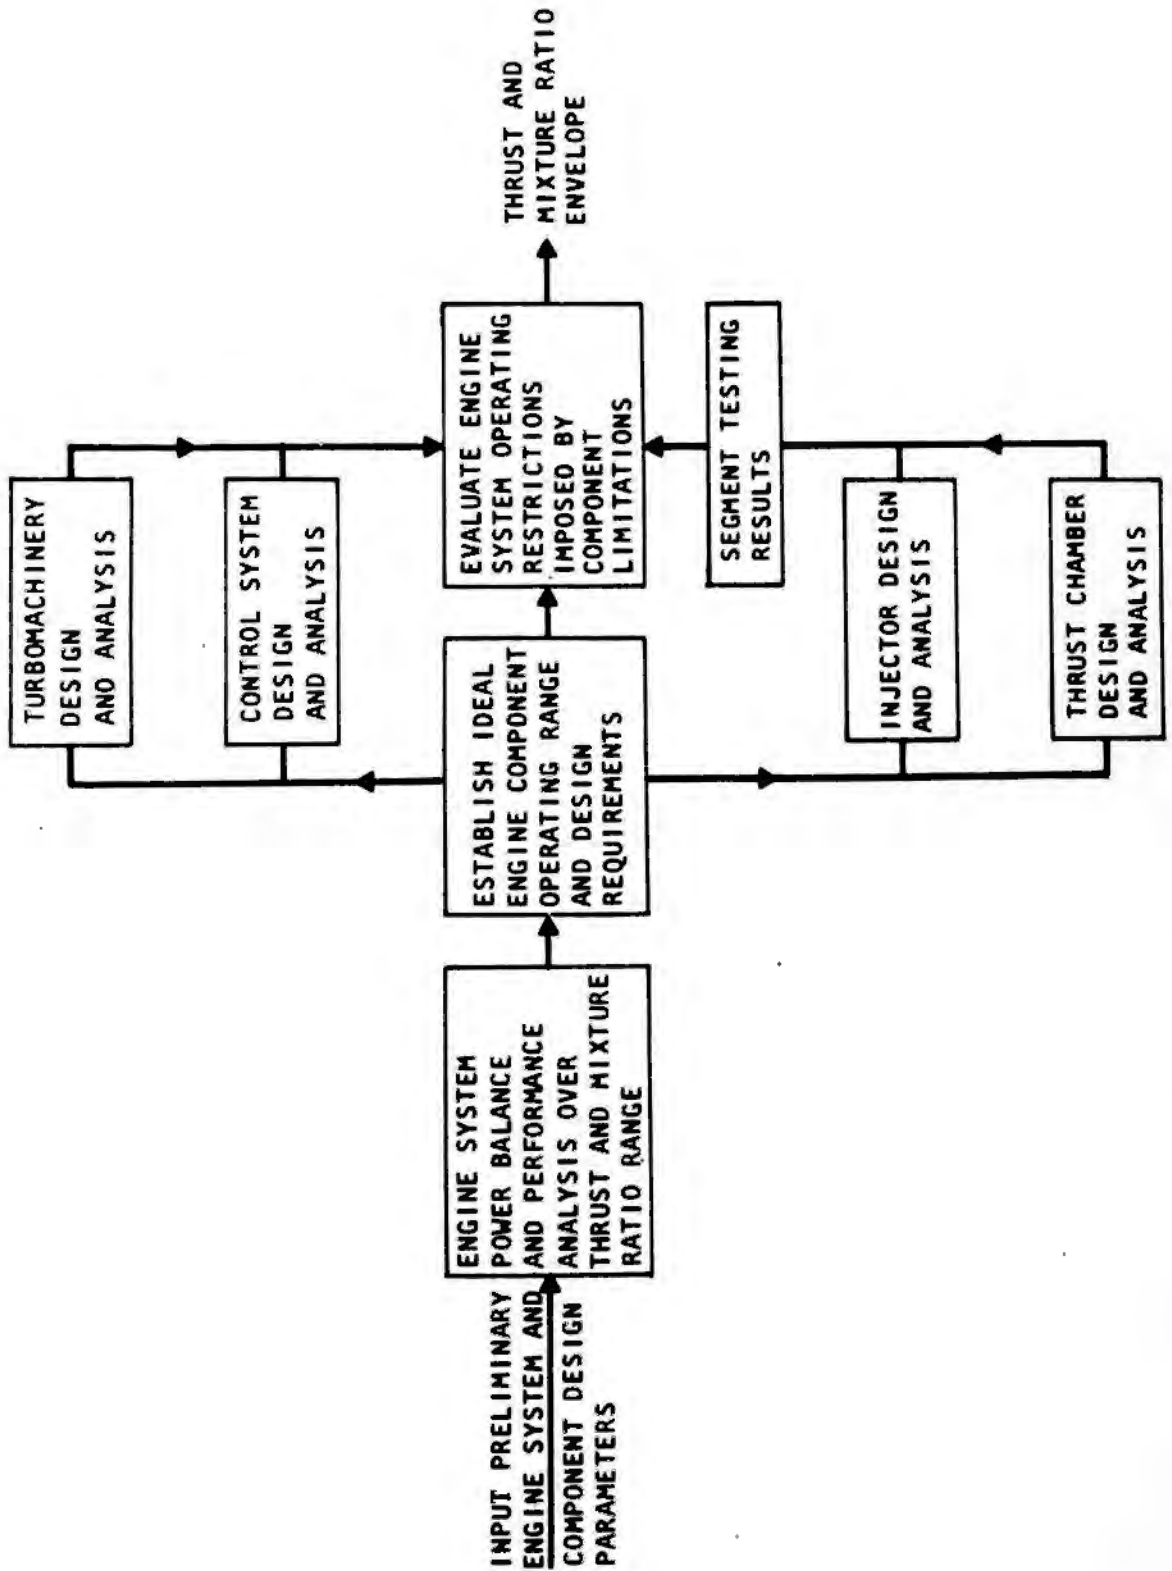 INPUT PRELIMINARY
ENGINE SYSTEM AND
COMPONENT DESIGN
PARAMETERS
ENGINE SYSTEM
POWER BALANCE
AND PERFORMANCE
ANALYSIS OVER
THRUST AND MIXTURE
RATIO RANGE
ESTABLISH IDEAL
ENGINE COMPONENT
OPERATING RANGE
AND DESIGN
REQUIREMENTS
TURBOMACHINERY
DESIGN
AND ANALYSIS
CONTROL SYSTEM
DESIGN
AND ANALYSIS
EVALUATE ENGINE
SYSTEM OPERATING
RESTRICTIONS
IMPOSED BY
COMPONENT
LIMITATIONS
SEGMENT TESTING
RESULTS
INJECTOR DESIGN
AND ANALYSIS
THRUST CHAMBER
DESIGN
AND ANALYSIS
THRUST AND
MIXTURE RATIO
ENVELOPE